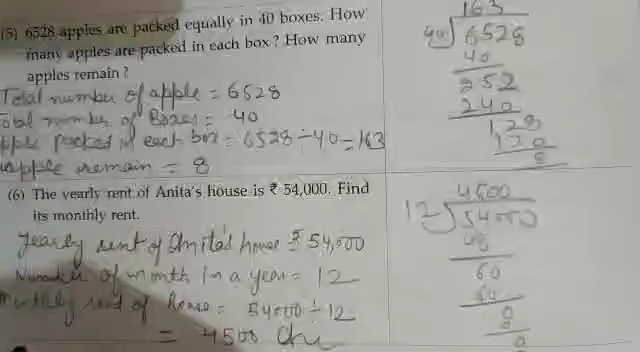 (5) 6528 apples are packed equally in 40 boxes. How
many apples are packed in each box? How many
apples remain?
Total number of apple = 6528
Total number of Boxes = 40
Apple packed in each box = 6528 ÷ 40 = 163
apple remain = 8
163
40 6528
40
252
240
128
120
8
(6) The yearly rent of Anita's house is ₹ 54,000. Find
its monthly rent.
Yearly rent of Anita's house = ₹ 54,000
Number of month in a year = 12
Monthly rent of house = 54000 ÷ 12
= 4500
4500
12 54000
48
60
60
0
0
0